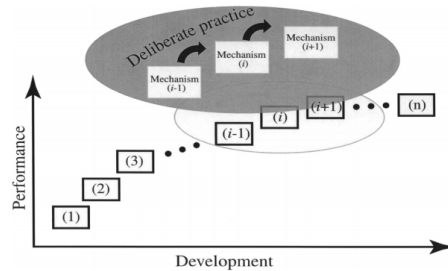 Deliberate practice
Mechanism
(i+1)
Mechanism
(i)
Mechanism
(i-1)
(n)
(i+1)
(i)
(i-1)
(3)
(2)
(1)
Performance
Development